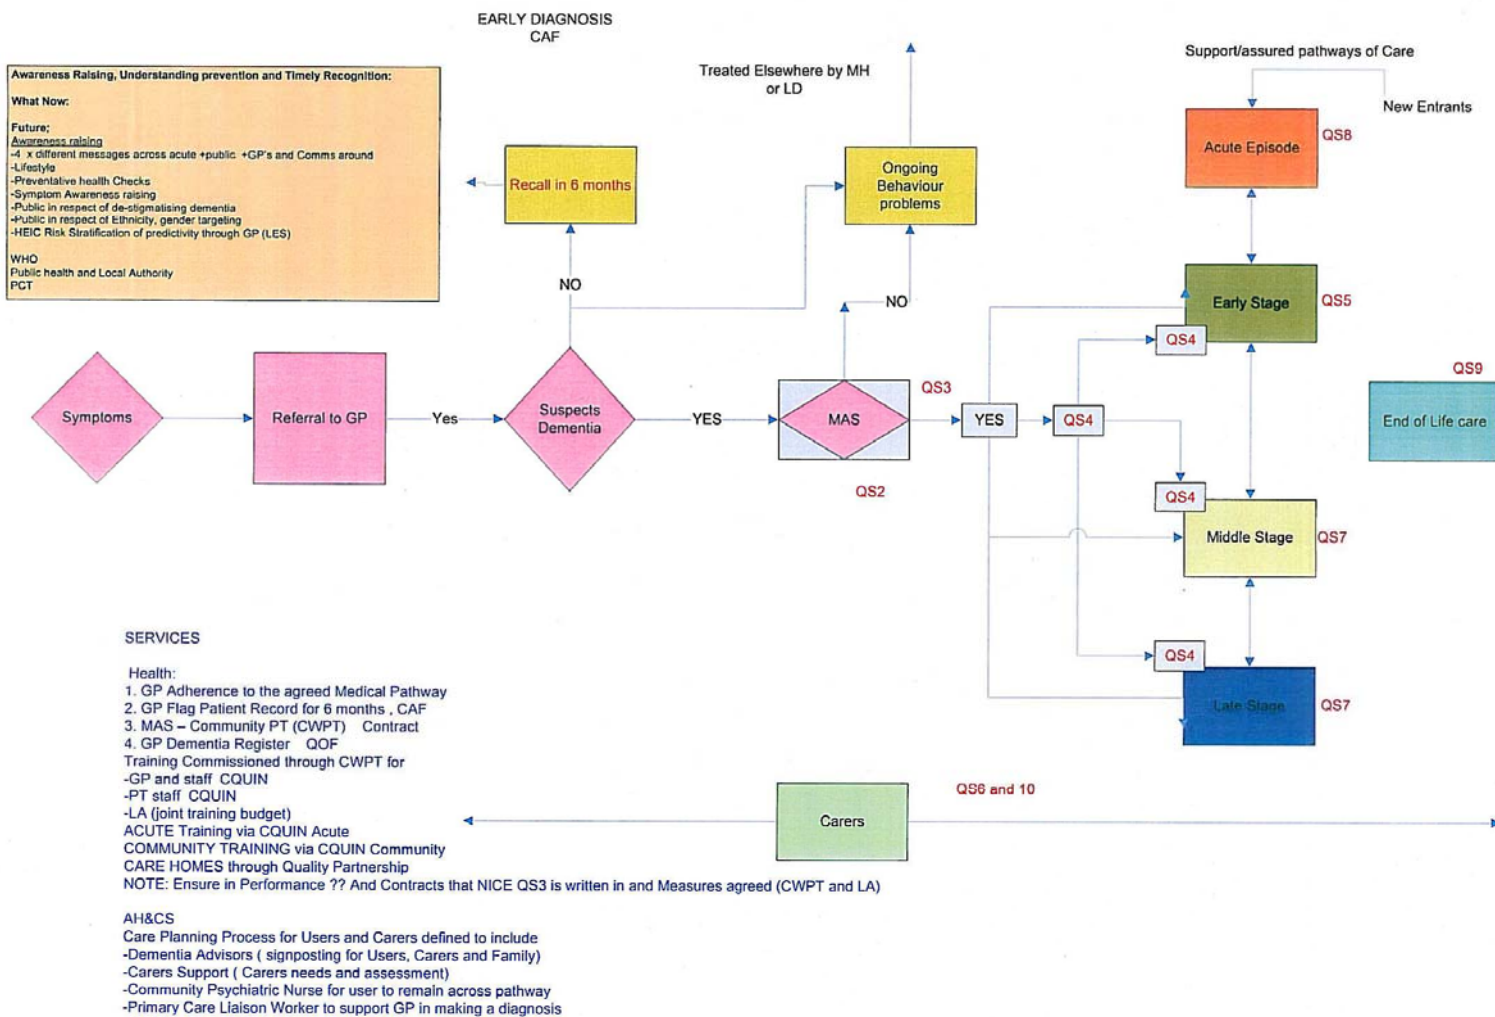 EARLY DIAGNOSIS
CAF
Awareness Raising, Understanding prevention and Timely Recognition:
What Now:
Future;
Awareness raising
-4 x different messages across acute +public +GP's and Comms around
-Lifestyle
-Preventative health Checks
-Symptom Awareness raising
-Public in respect of de-stigmatising dementia
-Public in respect of Ethnicity, gender targeting
-HEIC Risk Stratification of predictivity through GP (LES)
WHO
Public health and Local Authority
PCT
Recall in 6 months
NO
Treated Elsewhere by MH
or LD
Ongoing
Behaviour
problems
NO
Support/assured pathways of Care
New Entrants
Acute Episode
QS8
Early Stage
QS5
QS4
Symptoms
Referral to GP
Yes
Suspects
Dementia
YES
MAS
QS3
QS2
YES
QS4
QS9
End of Life care
QS4
Middle Stage
QS7
QS4
Late Stage
QS7
Carers
QS6 and 10
SERVICES
Health:
1. GP Adherence to the agreed Medical Pathway
2. GP Flag Patient Record for 6 months , CAF
3. MAS – Community PT (CWPT) Contract
4. GP Dementia Register QOF
Training Commissioned through CWPT for
-GP and staff CQUIN
-PT staff CQUIN
-LA (joint training budget)
ACUTE Training via CQUIN Acute
COMMUNITY TRAINING via CQUIN Community
CARE HOMES through Quality Partnership
NOTE: Ensure in Performance ?? And Contracts that NICE QS3 is written in and Measures agreed (CWPT and LA)
AH&CS
Care Planning Process for Users and Carers defined to include
-Dementia Advisors ( signposting for Users, Carers and Family)
-Carers Support ( Carers needs and assessment)
-Community Psychiatric Nurse for user to remain across pathway
-Primary Care Liaison Worker to support GP in making a diagnosis